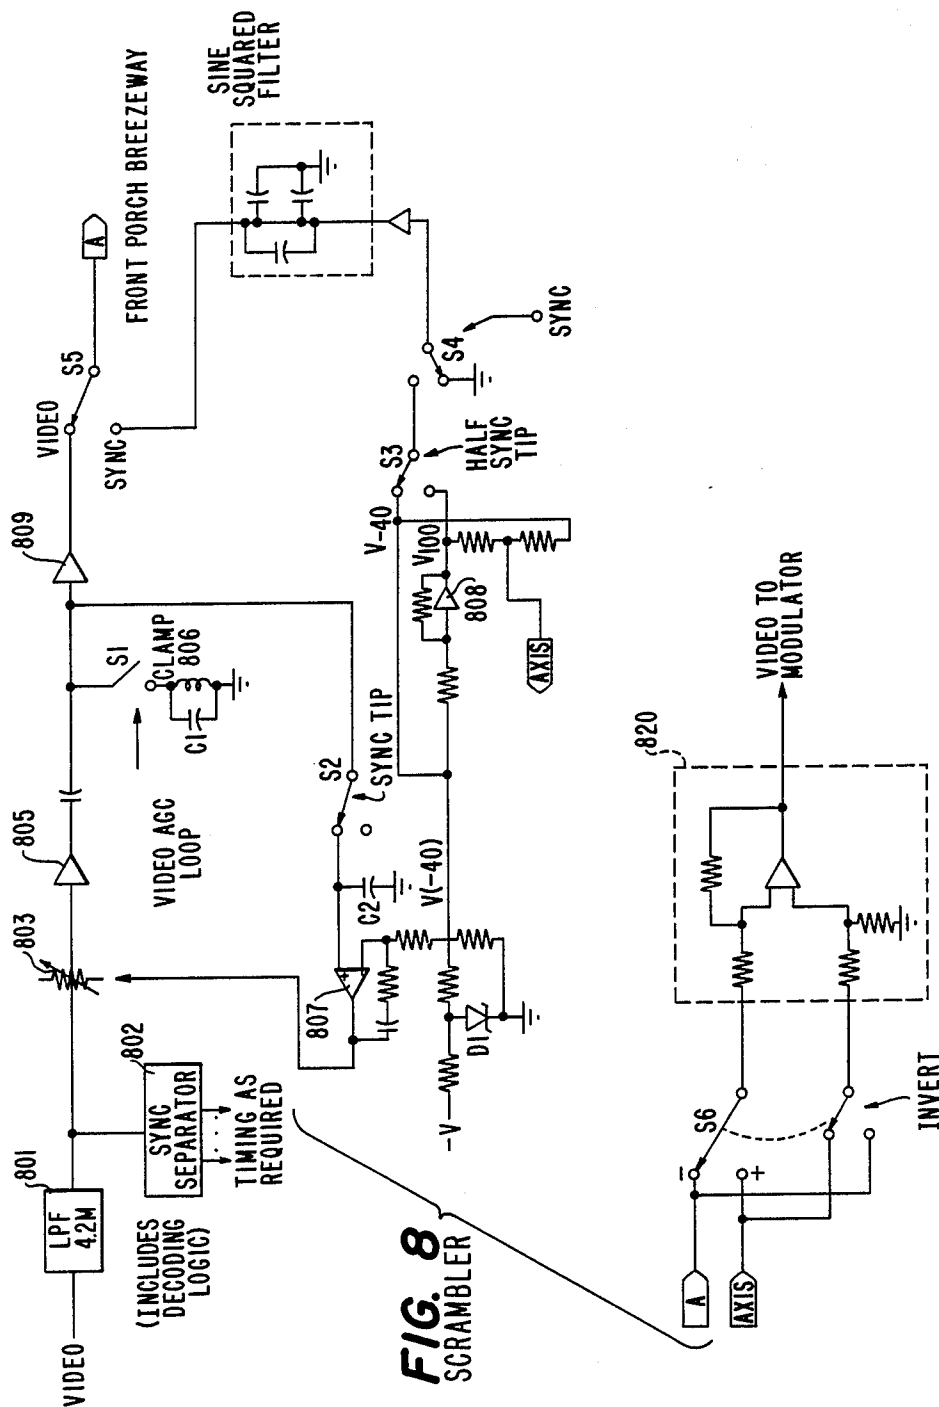 VIDEO
801
LPF
4.2M
802
SYNC
SEPARATOR
(INCLUDES
DECODING
LOGIC)
TIMING AS
REQUIRED
803
805
VIDEO AGC
LOOP
S1
CLAMP
806
C1
809
VIDEO
S5
SYNC
A
FRONT PORCH BREEZEWAY
SINE
SQUARED
FILTER
807
+
-
C2
S2
SYNC TIP
-V
D1
V(-40)
808
V-40
V100
AXIS
S3
HALF
SYNC
TIP
S4
SYNC
FIG. 8
SCRAMBLER
A
AXIS
-
+
S6
INVERT
820
VIDEO TO
MODULATOR